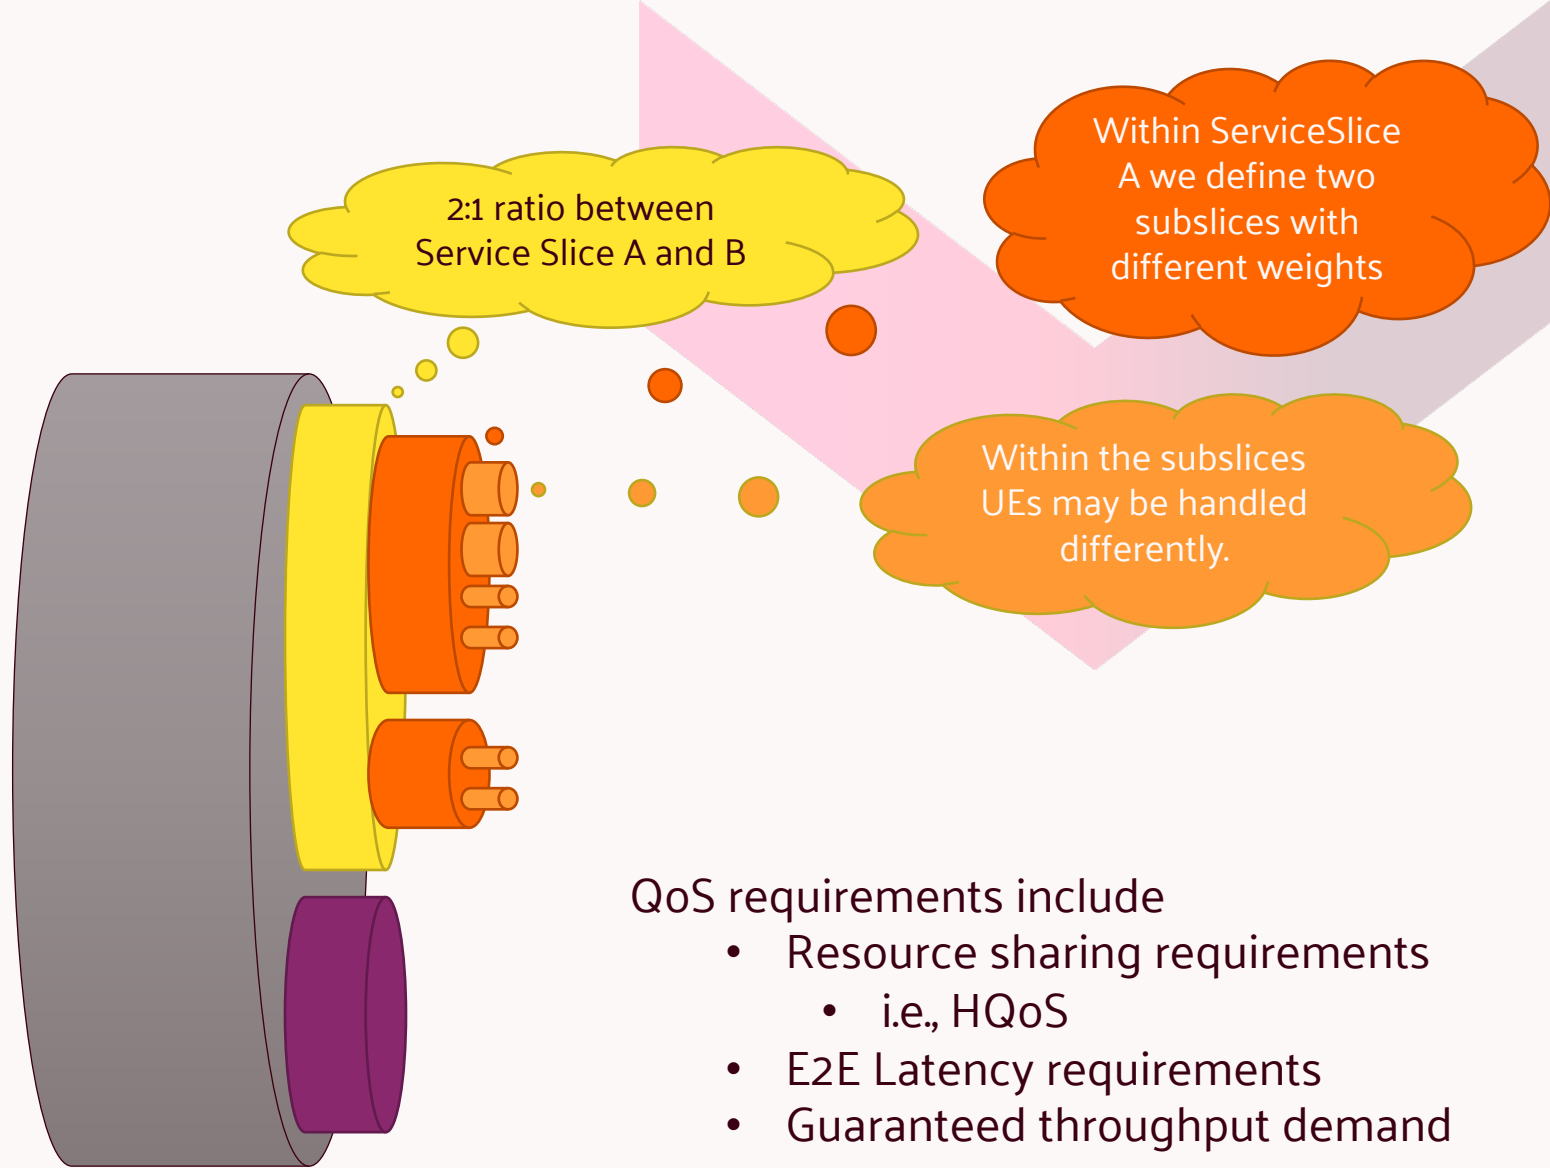 Within ServiceSlice
A we define two
subslices with
different weights
2:1 ratio between
Service Slice A and B
Within the subslices
UEs may be handled
differently.
QoS requirements include
• Resource sharing requirements
• i.e., HQoS
• E2E Latency requirements
• Guaranteed throughput demand